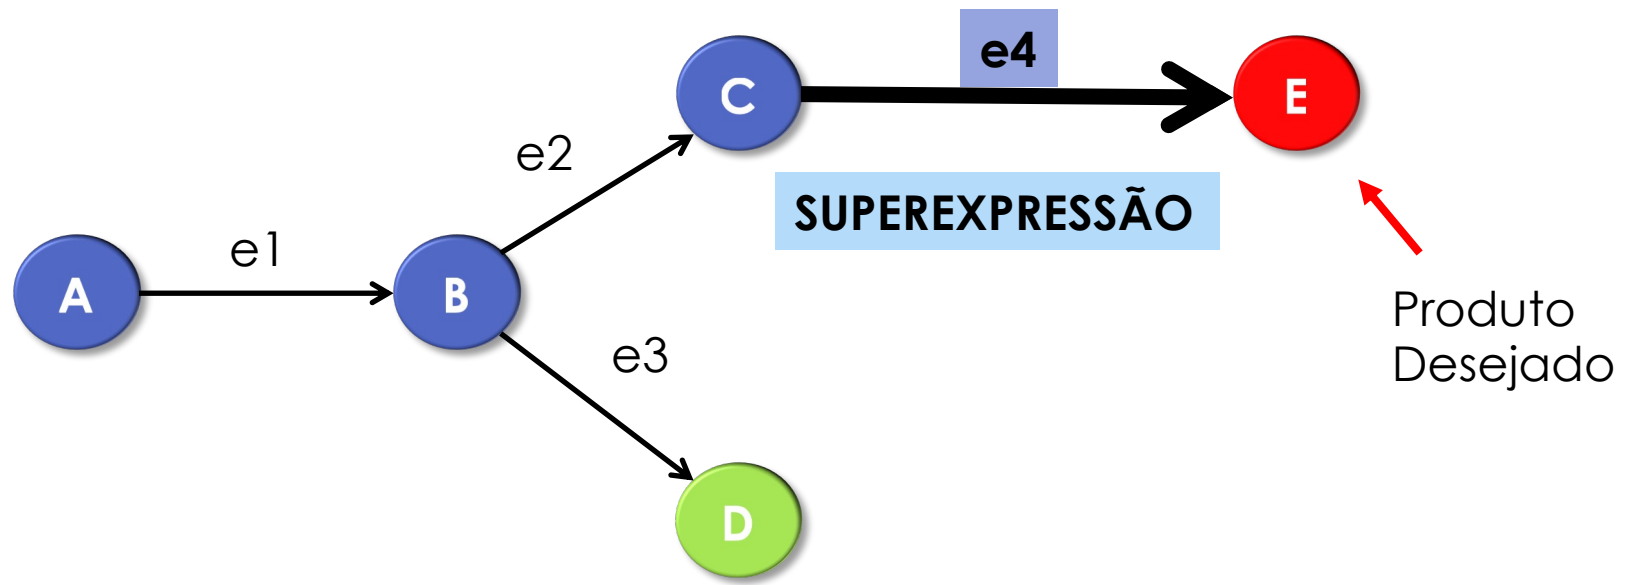 e4
C
E
e2
SUPEREXPRESSÃO
e1
A
B
Produto
Desejado
e3
D